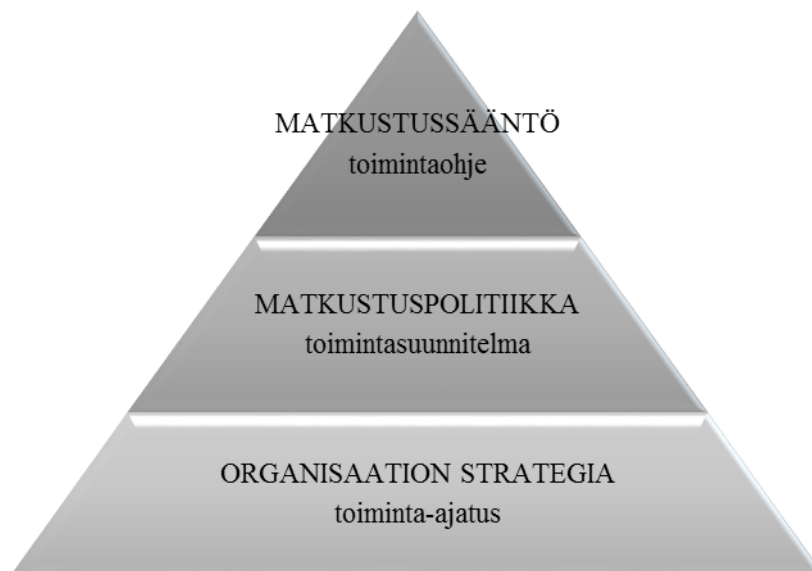 MATKUSTUSSÄÄNTÖ
toimintaohje
MATKUSTUSPOLITIIKKA
toimintasuunnitelma
ORGANISAATION STRATEGIA
toiminta-ajatus